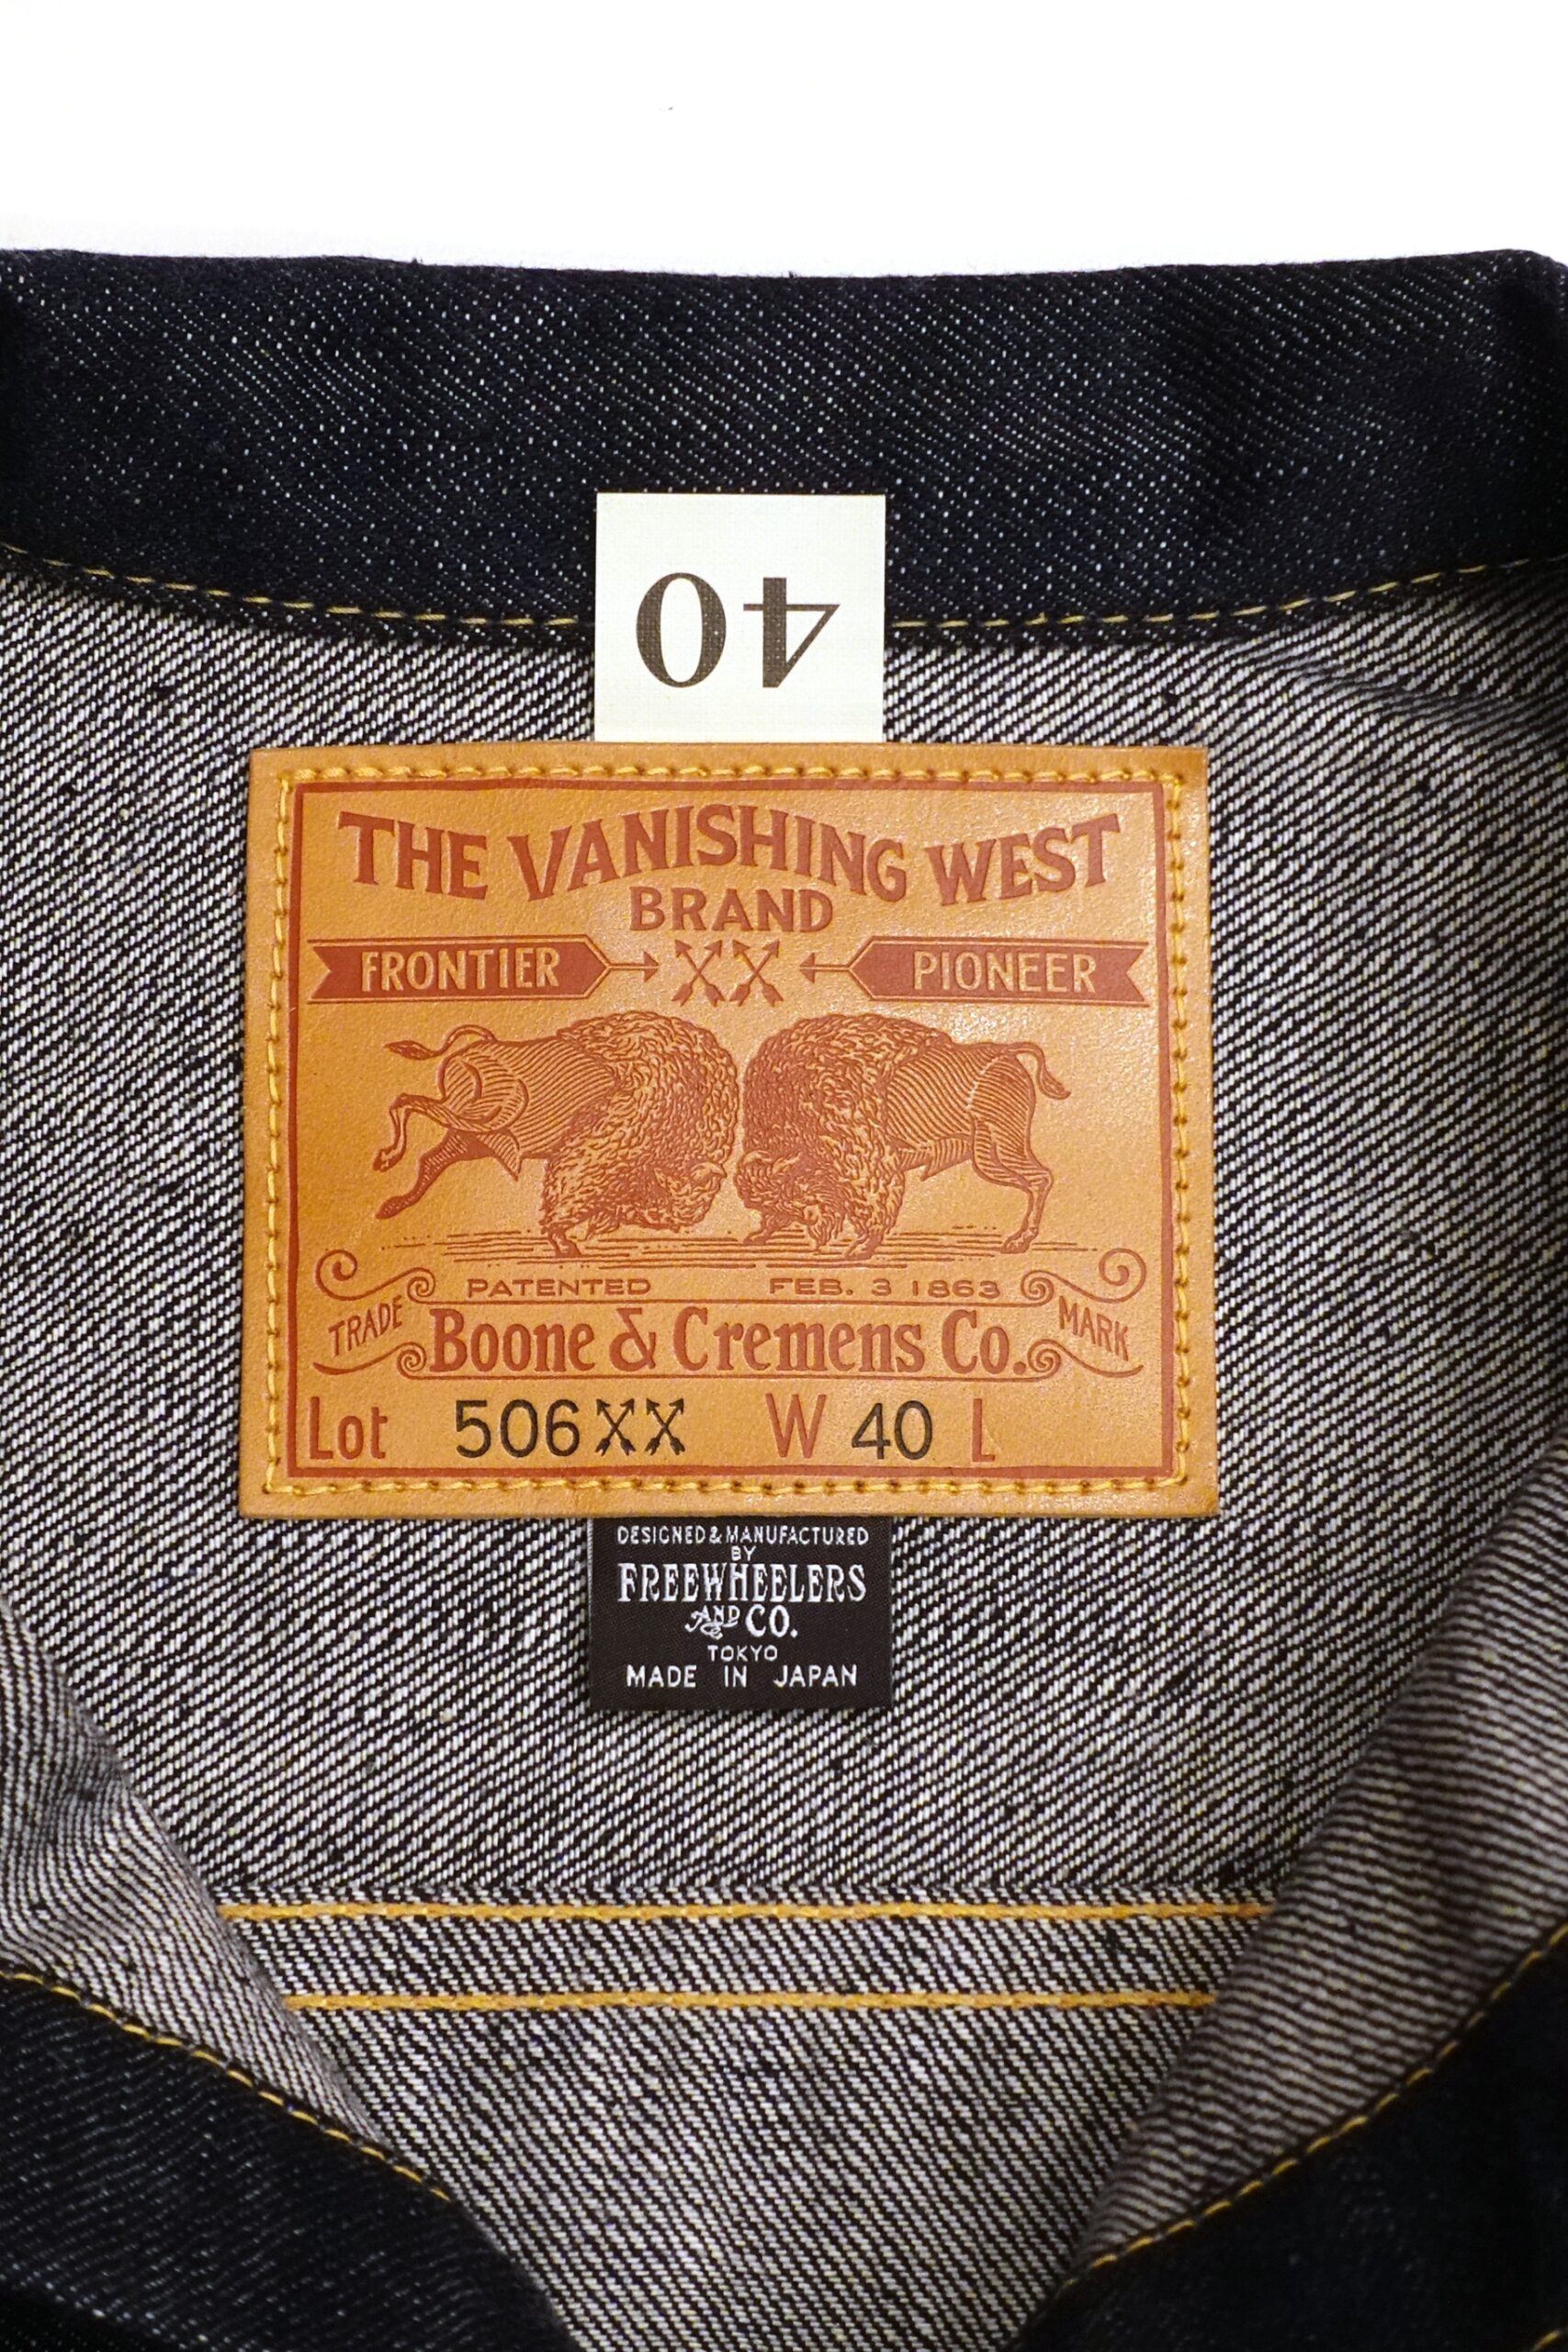 40
THE VANISHING WEST
BRAND
FRONTIER XX PIONEER
PATENTED FEB. 3 1863
TRADE Boone & Cremens Co. MARK
Lot 506XX W 40 L
DESIGNED & MANUFACTURED
BY
FREEWHEELERS
AND CO.
TOKYO
MADE IN JAPAN